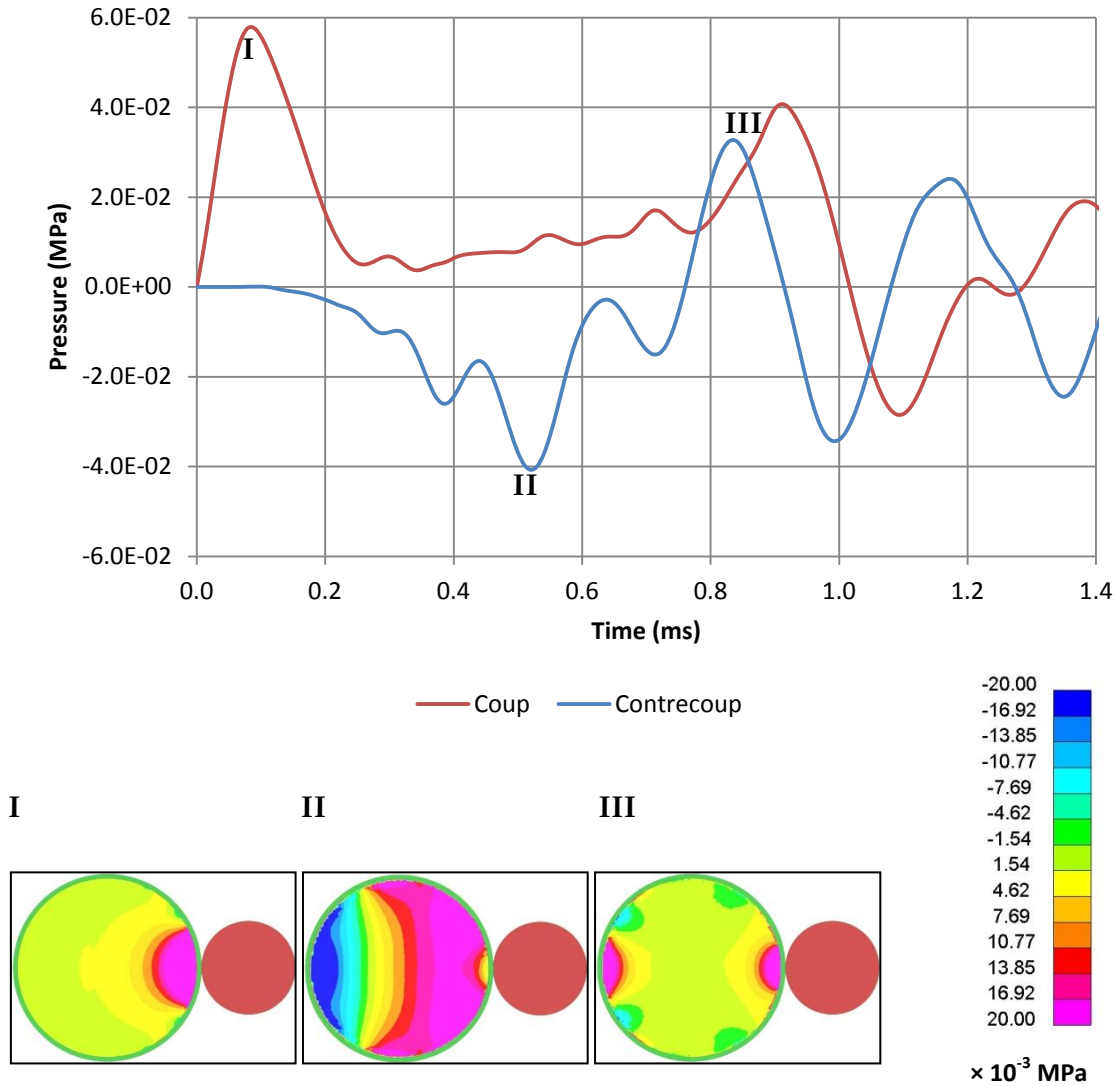 6.0E-02
4.0E-02
2.0E-02
0.0E+00
-2.0E-02
-4.0E-02
-6.0E-02
Pressure (MPa)
I
II
III
0.0 0.2 0.4 0.6 0.8 1.0 1.2 1.4
Time (ms)
Coup Contrecoup
-20.00
-16.92
-13.85
-10.77
-7.69
-4.62
-1.54
1.54
4.62
7.69
10.77
13.85
16.92
20.00
× 10⁻³ MPa
I II III